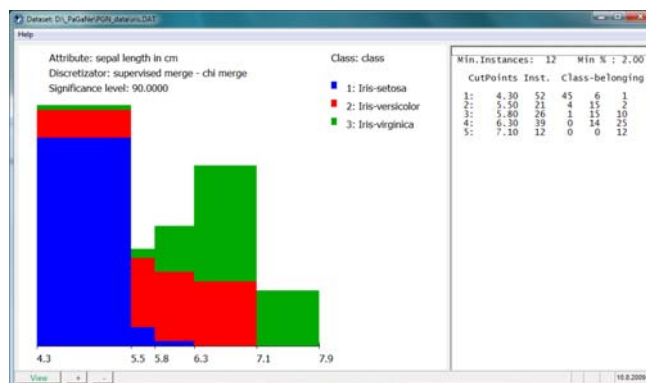 Dataset: D:\_PaGaNe\PGN_data\iris.DAT
Help
Attribute: sepal length in cm
Discretizator: supervised merge - chi merge
Significance level: 90.0000
Class: class
1: Iris-setosa
2: Iris-versicolor
3: Iris-virginica
4.3 5.5 5.8 6.3 7.1 7.9
Min.Instances: 12 Min % : 2.00
CutPoints Inst. Class-belonging
1: 4.30 52 45 6 1
2: 5.50 21 4 15 2
3: 5.80 26 1 15 10
4: 6.30 39 0 14 25
5: 7.10 12 0 0 12
View + -
10.8.2009